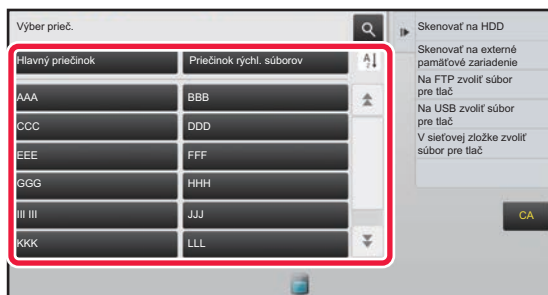 Výber prieč.
Hlavný priečinok
Priečinok rýchl. súborov
AAA
BBB
CCC
DDD
EEE
FFF
GGG
HHH
III III
JJJ
KKK
LLL
Skenovať na HDD
Skenovať na externé
pamäťové zariadenie
Na FTP zvoliť súbor
pre tlač
Na USB zvoliť súbor
pre tlač
V sieťovej zložke zvoliť
súbor pre tlač
CA